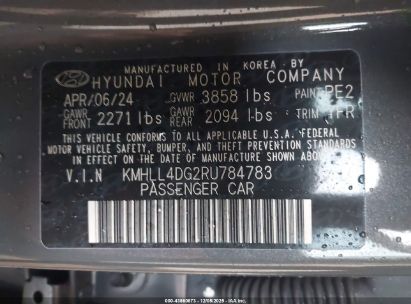 MANUFACTURED IN KOREA BY
HYUNDAI MOTOR COMPANY
APR/06/24 GVWR 3858 lbs PAINT PE2
GAWR FRONT 2271 lbs GAWR REAR 2094 lbs TRIM TFR
THIS VEHICLE CONFORMS TO ALL APPLICABLE U.S.A. FEDERAL
MOTOR VEHICLE SAFETY, BUMPER, AND THEFT PREVENTION STANDARDS
IN EFFECT ON THE DATE OF MANUFACTURE SHOWN ABOVE.
V.I.N KMHLL4DG2RU784783
PASSENGER CAR